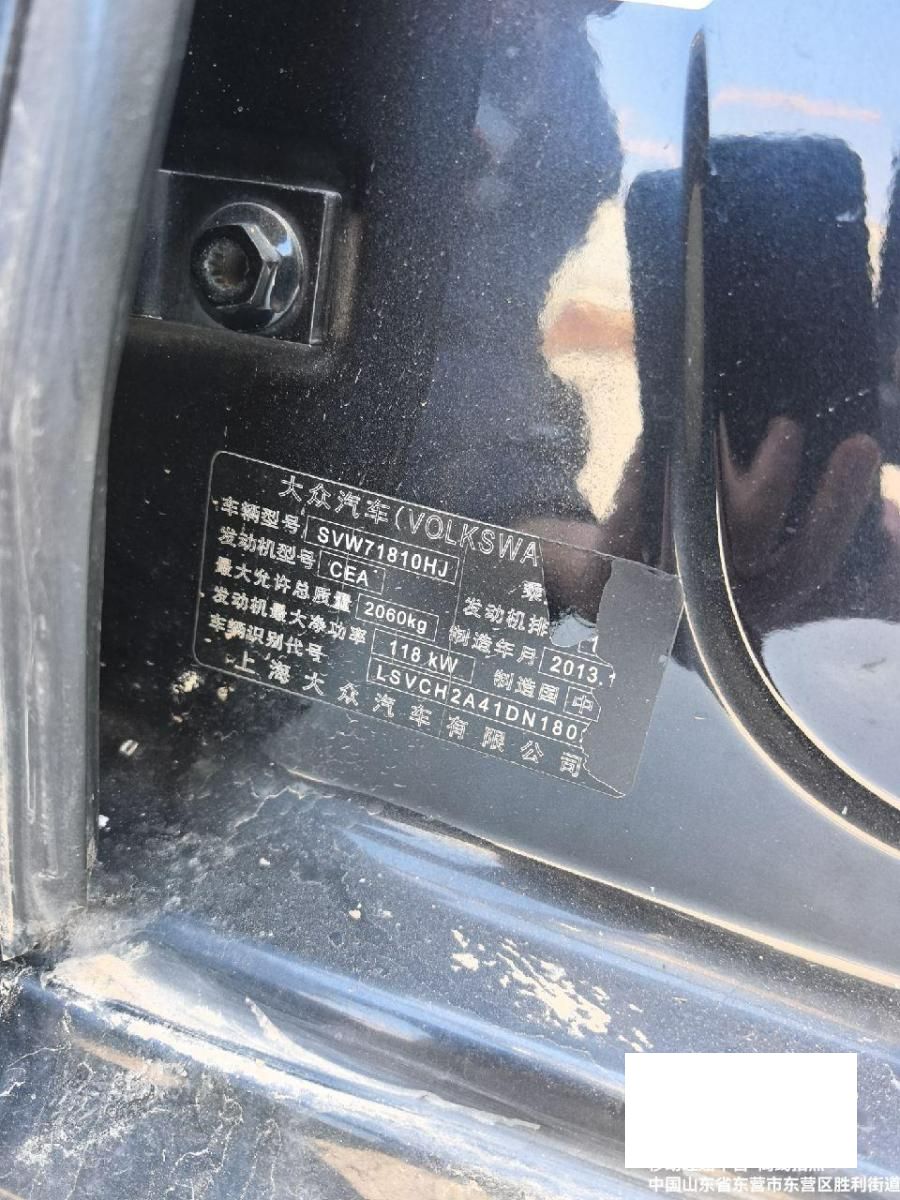 大众汽车(VOLKSWA
车辆型号 SVW71810HJ 乘
发动机型号 CEA 发动机排 1
最大允许总质量 2060kg 制造年月 2013.1
发动机最大净功率 118 kW 制造国 中
车辆识别代号 LSVCH2A41DN180
上海大众汽车有限公司
中国山东省东营市东营区胜利街道